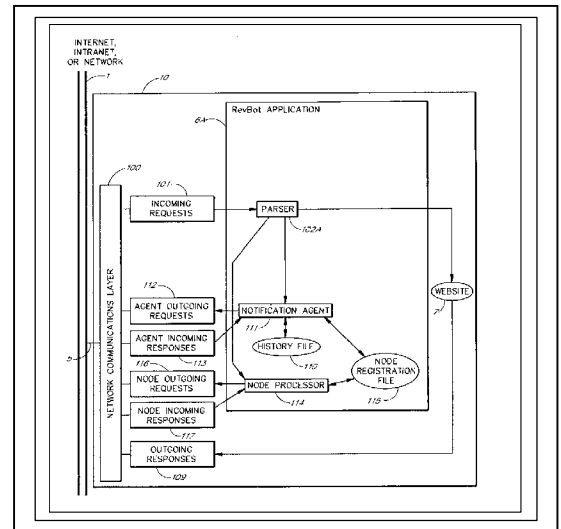 INTERNET,
INTRANET,
OR NETWORK
1
10
6A
RevBot APPLICATION
100
101
INCOMING
REQUESTS
PARSER
102A
112
AGENT OUTGOING
REQUESTS
NOTIFICATION AGENT
111
WEBSITE
7
AGENT INCOMING
RESPONSES
113
HISTORY FILE
110
5
NETWORK COMMUNICATIONS LAYER
116
NODE OUTGOING
REQUESTS
NODE PROCESSOR
114
NODE
REGISTRATION
FILE
115
NODE INCOMING
RESPONSES
117
OUTGOING
RESPONSES
109